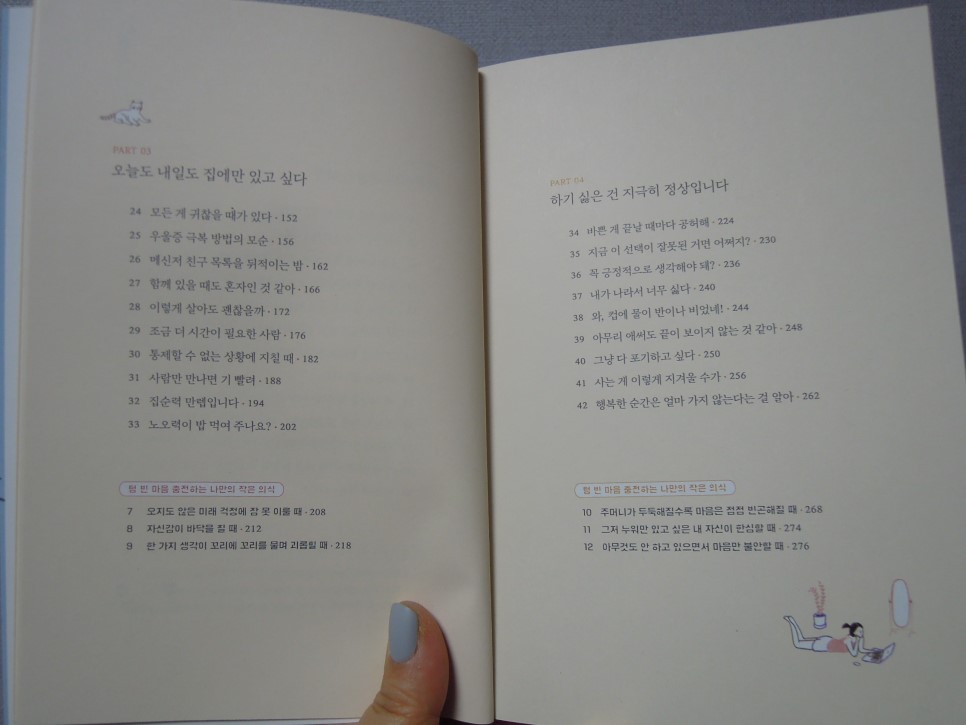 PART 03
오늘도 내일도 집에만 있고 싶다
24 모든 게 귀찮을 때가 있다 · 152
25 우울증 극복 방법의 모순 · 156
26 메신저 친구 목록을 뒤적이는 밤 · 162
27 함께 있을 때도 혼자인 것 같아 · 166
28 이렇게 살아도 괜찮을까 · 172
29 조금 더 시간이 필요한 사람 · 176
30 통제할 수 없는 상황에 지칠 때 · 182
31 사람만 만나면 기 빨려 · 188
32 집순력 만렙입니다 · 194
33 노오력이 밥 먹여 주나요? · 202
텅 빈 마음 충전하는 나만의 작은 의식
7 오지도 않은 미래 걱정에 잠 못 이룰 때 · 208
8 자신감이 바닥을 칠 때 · 212
9 한 가지 생각이 꼬리에 꼬리를 물며 괴롭힐 때 · 218
PART 04
하기 싫은 건 지극히 정상입니다
34 바쁜 게 끝날 때마다 공허해 · 224
35 지금 이 선택이 잘못된 거면 어쩌지? · 230
36 꼭 긍정적으로 생각해야 돼? · 236
37 내가 나라서 너무 싫다 · 240
38 와, 컵에 물이 반이나 비었네! · 244
39 아무리 애써도 끝이 보이지 않는 것 같아 · 248
40 그냥 다 포기하고 싶다 · 250
41 사는 게 이렇게 지겨울 수가 · 256
42 행복한 순간은 얼마 가지 않는다는 걸 알아 · 262
텅 빈 마음 충전하는 나만의 작은 의식
10 주머니가 두둑해질수록 마음은 점점 빈곤해질 때 · 268
11 그저 누워만 있고 싶은 내 자신이 한심할 때 · 274
12 아무것도 안 하고 있으면서 마음만 불안할 때 · 276